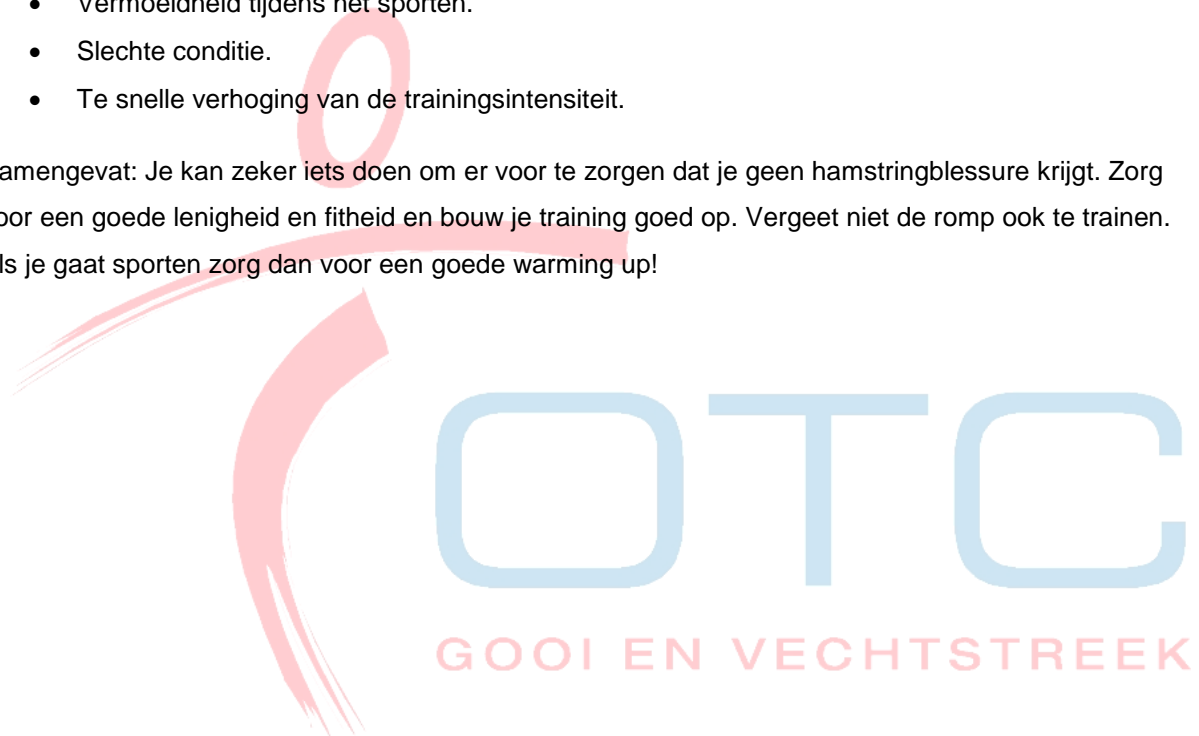 • Vermoeidheid tijdens het sporten.
• Slechte conditie.
• Te snelle verhoging van de trainingsintensiteit.
amengevat: Je kan zeker iets doen om er voor te zorgen dat je geen hamstringblessure krijgt. Zorg
oor een goede lenigheid en fitheid en bouw je training goed op. Vergeet niet de romp ook te trainen.
ls je gaat sporten zorg dan voor een goede warming up!
OTC
GOOI EN VECHTSTREEK